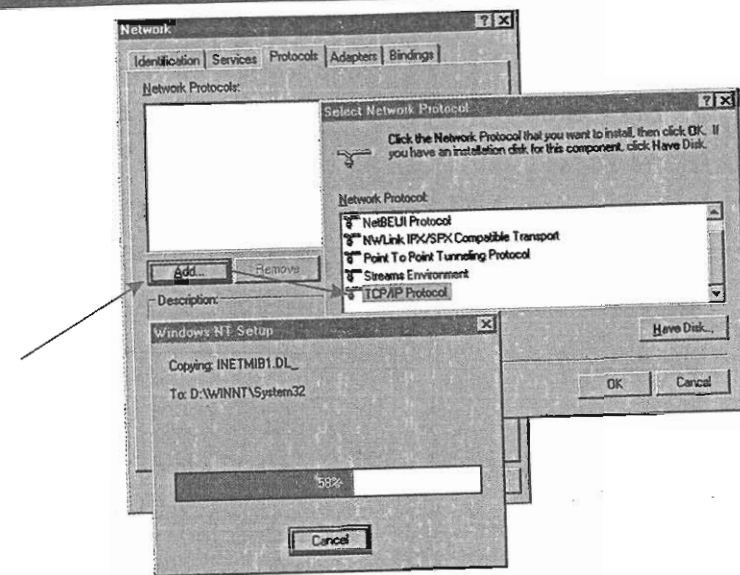 Network
Identification Services Protocols Adapters Bindings
Network Protocols:
Select Network Protocol
Click the Network Protocol that you want to install, then click OK. If
you have an installation disk for this component, click Have Disk.
Network Protocol:
NetBEUI Protocol
NWLink IPX/SPX Compatible Transport
Point To Point Tunneling Protocol
Streams Environment
TCP/IP Protocol
Add... Remove
Description:
Have Disk...
OK Cancel
Windows NT Setup
Copying: INETMIB1.DL_
To: D:\WINNT\System32
58%
Cancel